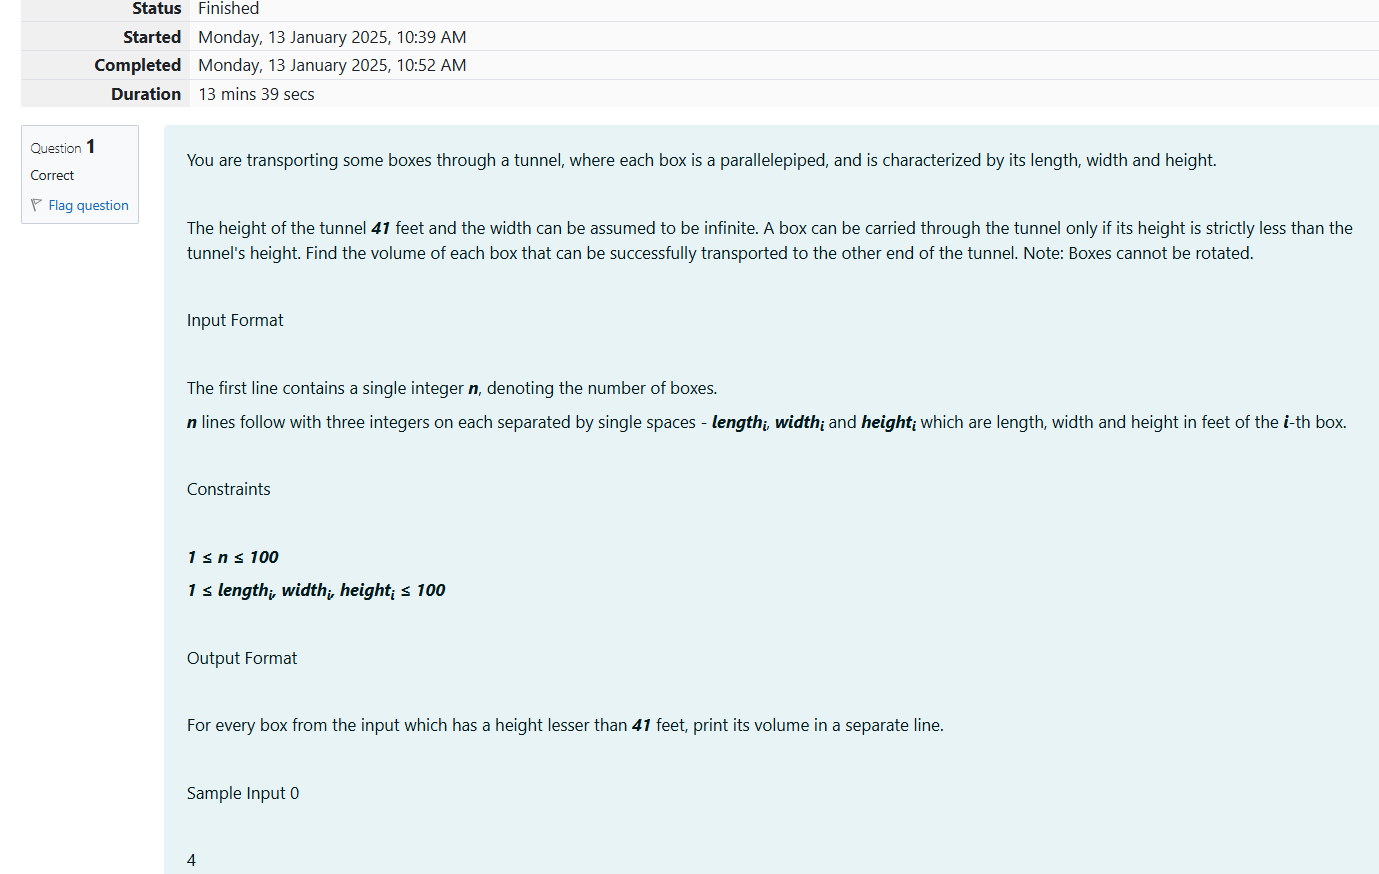 Status Finished
Started Monday, 13 January 2025, 10:39 AM
Completed Monday, 13 January 2025, 10:52 AM
Duration 13 mins 39 secs
Question 1
Correct
Flag question
You are transporting some boxes through a tunnel, where each box is a parallelepiped, and is characterized by its length, width and height.
The height of the tunnel 41 feet and the width can be assumed to be infinite. A box can be carried through the tunnel only if its height is strictly less than the
tunnel's height. Find the volume of each box that can be successfully transported to the other end of the tunnel. Note: Boxes cannot be rotated.
Input Format
The first line contains a single integer n, denoting the number of boxes.
n lines follow with three integers on each separated by single spaces - lengthᵢ, widthᵢ and heightᵢ which are length, width and height in feet of the i-th box.
Constraints
1 ≤ n ≤ 100
1 ≤ lengthᵢ, widthᵢ, heightᵢ ≤ 100
Output Format
For every box from the input which has a height lesser than 41 feet, print its volume in a separate line.
Sample Input 0
4